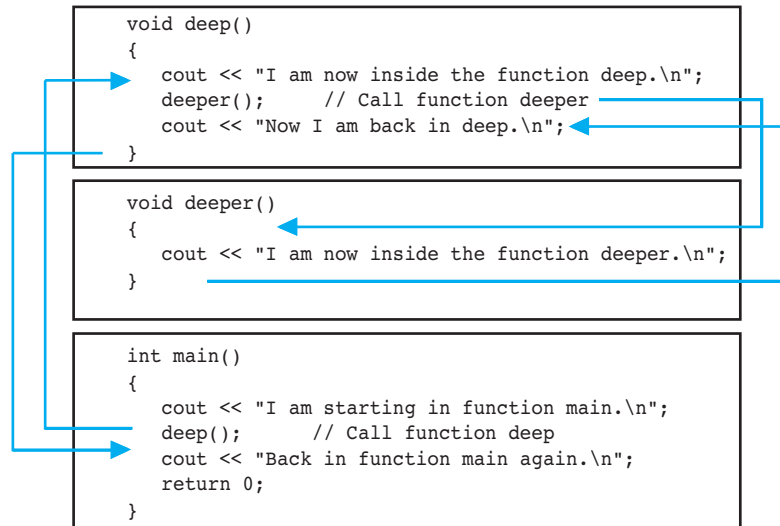 void deep()
{
cout << "I am now inside the function deep.\n";
deeper(); // Call function deeper
cout << "Now I am back in deep.\n";
}
void deeper()
{
cout << "I am now inside the function deeper.\n";
}
int main()
{
cout << "I am starting in function main.\n";
deep(); // Call function deep
cout << "Back in function main again.\n";
return 0;
}